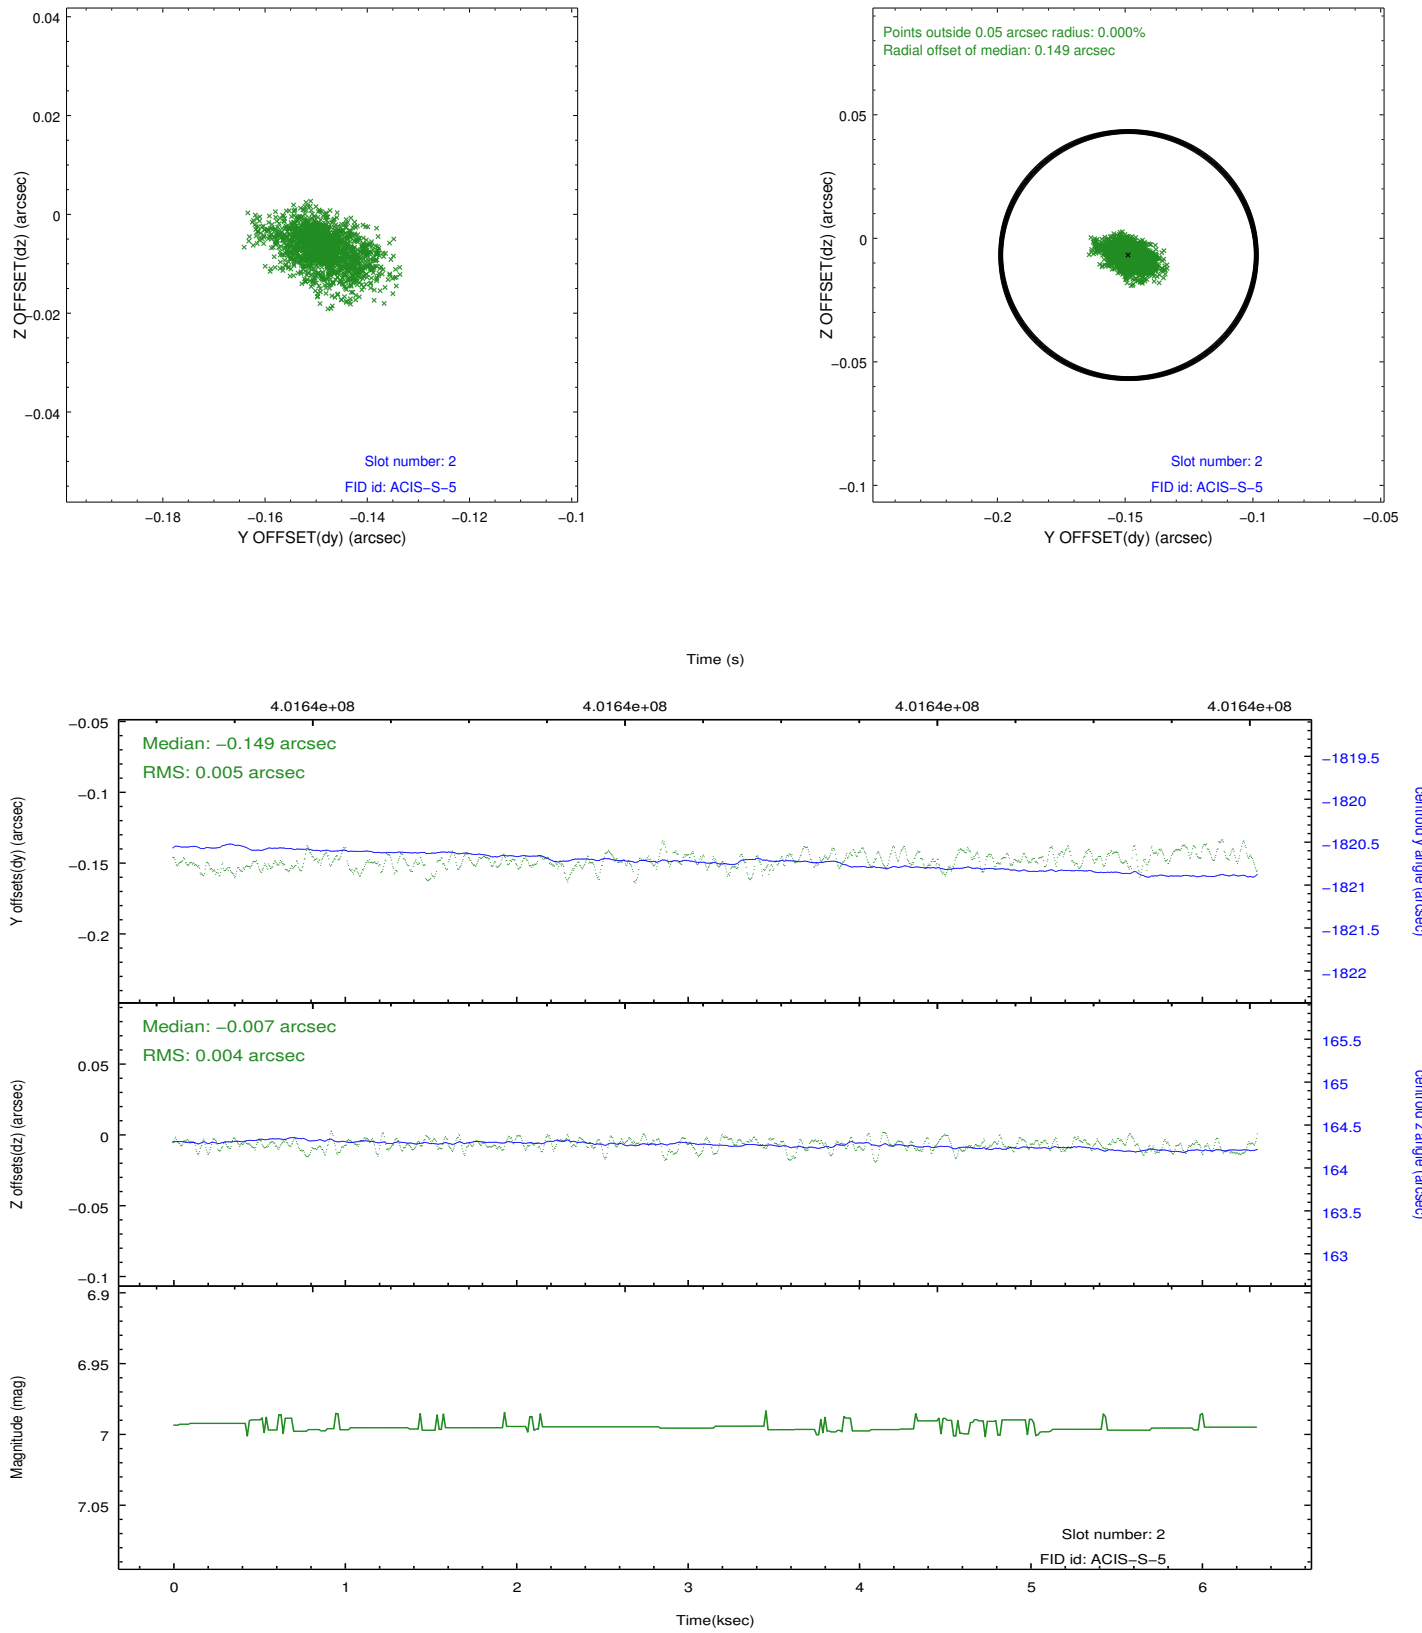 0.04
0.02
0
−0.02
−0.04
Z OFFSET(dz) (arcsec)
Slot number: 2
FID id: ACIS−S−5
−0.18
−0.16
−0.14
−0.12
−0.1
Y OFFSET(dy) (arcsec)
Points outside 0.05 arcsec radius: 0.000%
Radial offset of median: 0.149 arcsec
0.05
0
−0.05
−0.1
Z OFFSET(dz) (arcsec)
Slot number: 2
FID id: ACIS−S−5
−0.2
−0.15
−0.1
−0.05
Y OFFSET(dy) (arcsec)
Time (s)
4.0164e+08
4.0164e+08
4.0164e+08
4.0164e+08
Median: −0.149 arcsec
RMS: 0.005 arcsec
−0.05
−0.1
−0.15
−0.2
Y offsets(dy) (arcsec)
−1819.5
−1820
−1820.5
−1821
−1821.5
−1822
centroid y angle (arcsec)
Median: −0.007 arcsec
RMS: 0.004 arcsec
0.05
0
−0.05
−0.1
Z offsets(dz) (arcsec)
165.5
165
164.5
164
163.5
163
centroid z angle (arcsec)
6.9
6.95
7
7.05
Magnitude (mag)
Slot number: 2
FID id: ACIS−S−5
0
1
2
3
4
5
6
Time(ksec)